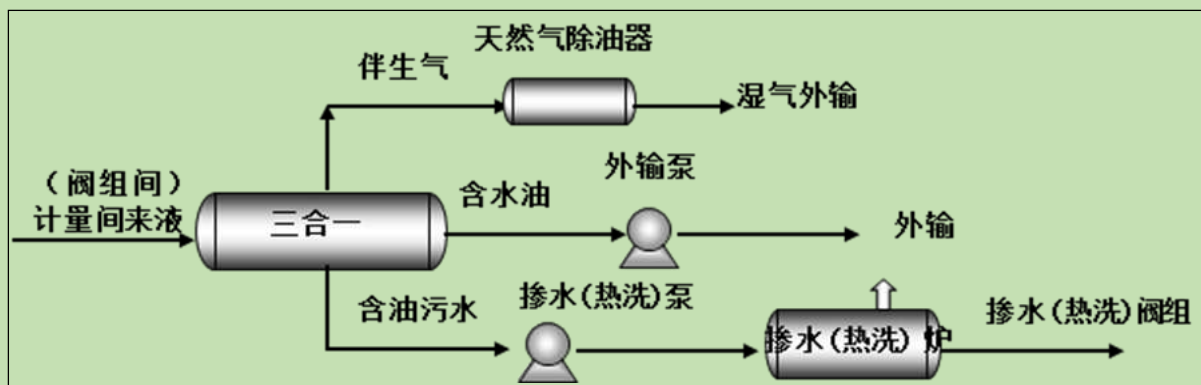 天然气除油器
伴生气
湿气外输
外输泵
（阀组间）
计量间来液
三合一
含水油
外输
含油污水
掺水(热洗)泵
掺水(热洗)炉
掺水(热洗)阀组